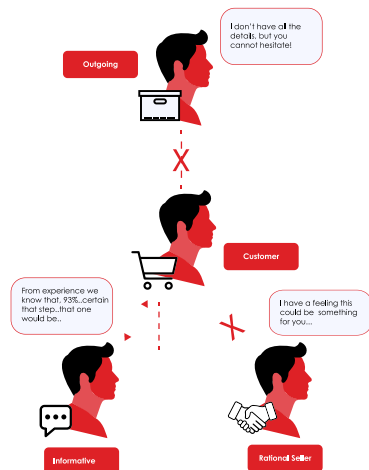 I don't have all the
details, but you
cannot hesitate!
Outgoing
X
Customer
From experience we
know that, 93%..certain
that step..that one
would be..
I have a feeling this
could be something
for you...
X
Informative
Rational Seller